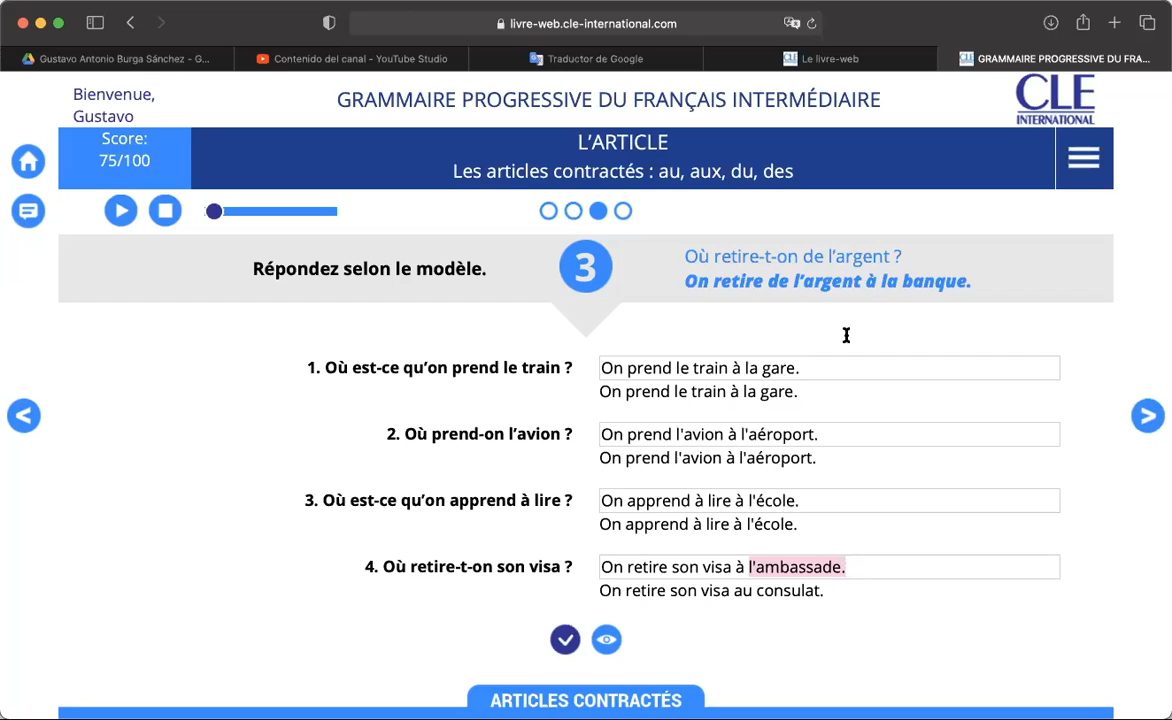 livre-web.cle-international.com
Gustavo Antonio Burga Sánchez - G...
Contenido del canal - YouTube Studio
Traductor de Google
Le livre-web
GRAMMAIRE PROGRESSIVE DU FRA...
Bienvenue,
Gustavo
GRAMMAIRE PROGRESSIVE DU FRANÇAIS INTERMÉDIAIRE
CLE
INTERNATIONAL
Score:
75/100
L'ARTICLE
Les articles contractés : au, aux, du, des
Répondez selon le modèle.
3
Où retire-t-on de l'argent ?
On retire de l'argent à la banque.
1. Où est-ce qu'on prend le train ?
On prend le train à la gare.
On prend le train à la gare.
2. Où prend-on l'avion ?
On prend l'avion à l'aéroport.
On prend l'avion à l'aéroport.
3. Où est-ce qu'on apprend à lire ?
On apprend à lire à l'école.
On apprend à lire à l'école.
4. Où retire-t-on son visa ?
On retire son visa à l'ambassade.
On retire son visa au consulat.
ARTICLES CONTRACTÉS